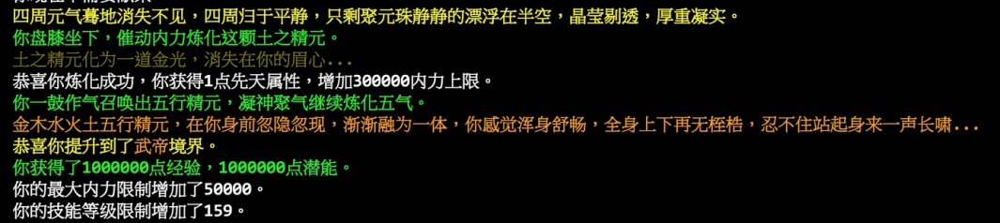 四周元气蓦地消失不见，四周归于平静，只剩聚元珠静静的漂浮在半空，晶莹剔透，厚重凝实。
你盘膝坐下，催动内力炼化这颗土之精元。
土之精元化为一道金光，消失在你的眉心...
恭喜你炼化成功，你获得1点先天属性，增加300000内力上限。
你一鼓作气召唤出五行精元，凝神聚气继续炼化五气。
金木水火土五行精元，在你身前忽隐忽现，渐渐融为一体，你感觉浑身舒畅，全身上下再无桎梏，忍不住站起身来一声长啸...
恭喜你提升到了武帝境界。
你获得了1000000点经验，1000000点潜能。
你的最大内力限制增加了50000。
你的技能等级限制增加了159。